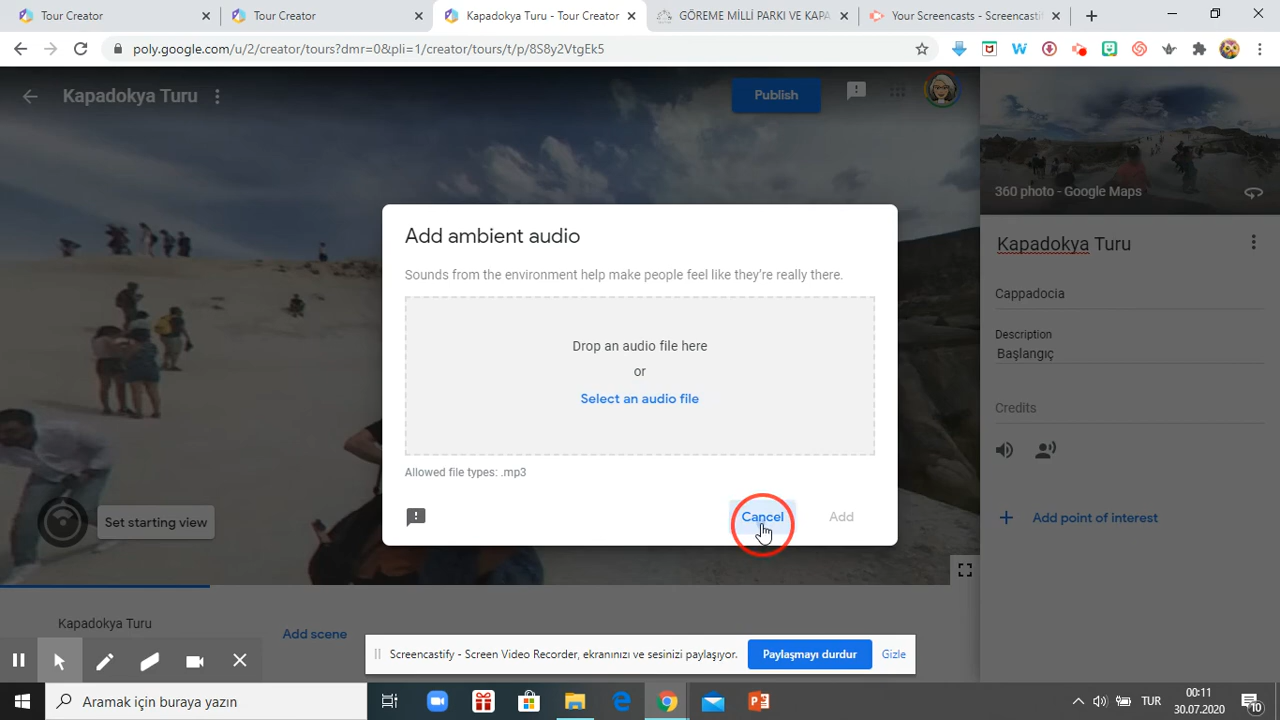 Tour Creator
Tour Creator
Kapadokya Turu - Tour Creator
GÖREME MİLLİ PARKI VE KAPA
Your Screencasts - Screencastif
poly.google.com/u/2/creator/tours?dmr=0&pli=1/creator/tours/t/p/8S8y2VtgEk5
Kapadokya Turu
Publish
360 photo - Google Maps
Kapadokya Turu
Cappadocia
Description
Başlangıç
Credits
Add point of interest
Add ambient audio
Sounds from the environment help make people feel like they're really there.
Drop an audio file here
or
Select an audio file
Allowed file types: .mp3
Cancel
Add
Set starting view
Kapadokya Turu
Add scene
Screencastify - Screen Video Recorder, ekranınızı ve sesinizi paylaşıyor.
Paylaşmayı durdur
Gizle
Aramak için buraya yazın
TUR
00:11
30.07.2020
10